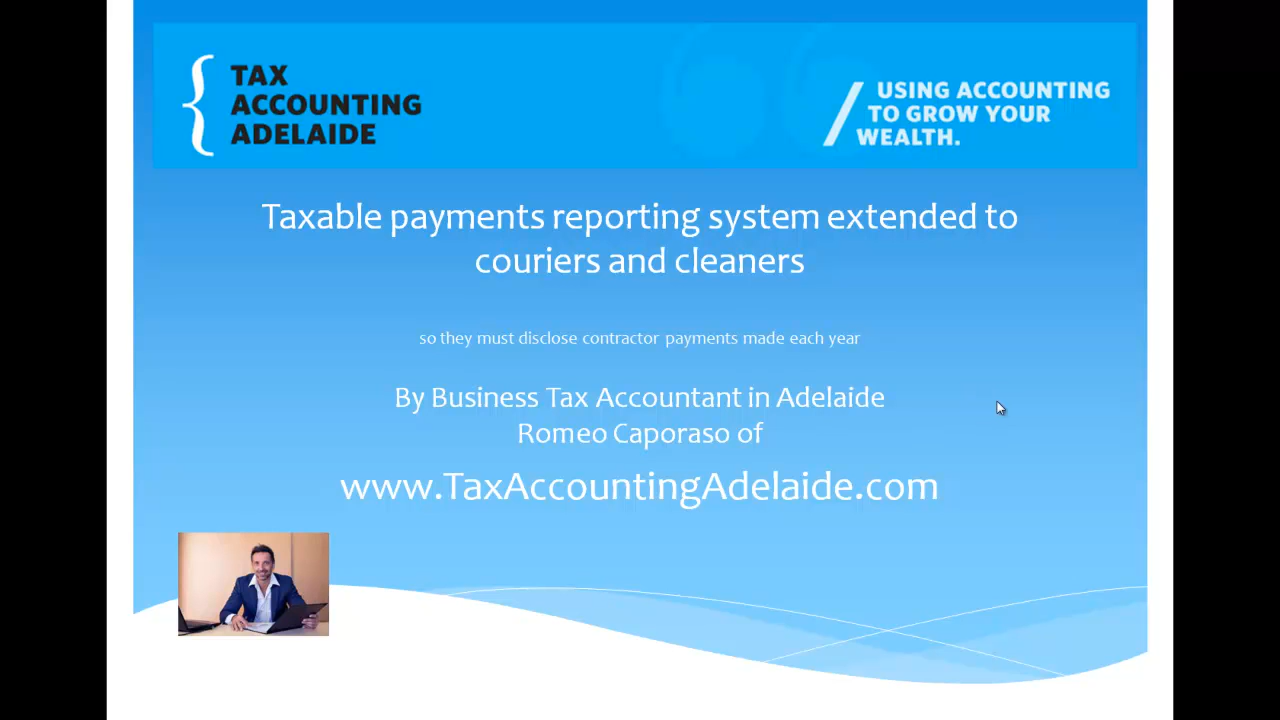 TAX
ACCOUNTING
ADELAIDE
USING ACCOUNTING
TO GROW YOUR
WEALTH.
Taxable payments reporting system extended to
couriers and cleaners
so they must disclose contractor payments made each year
By Business Tax Accountant in Adelaide
Romeo Caporaso of
www.TaxAccountingAdelaide.com